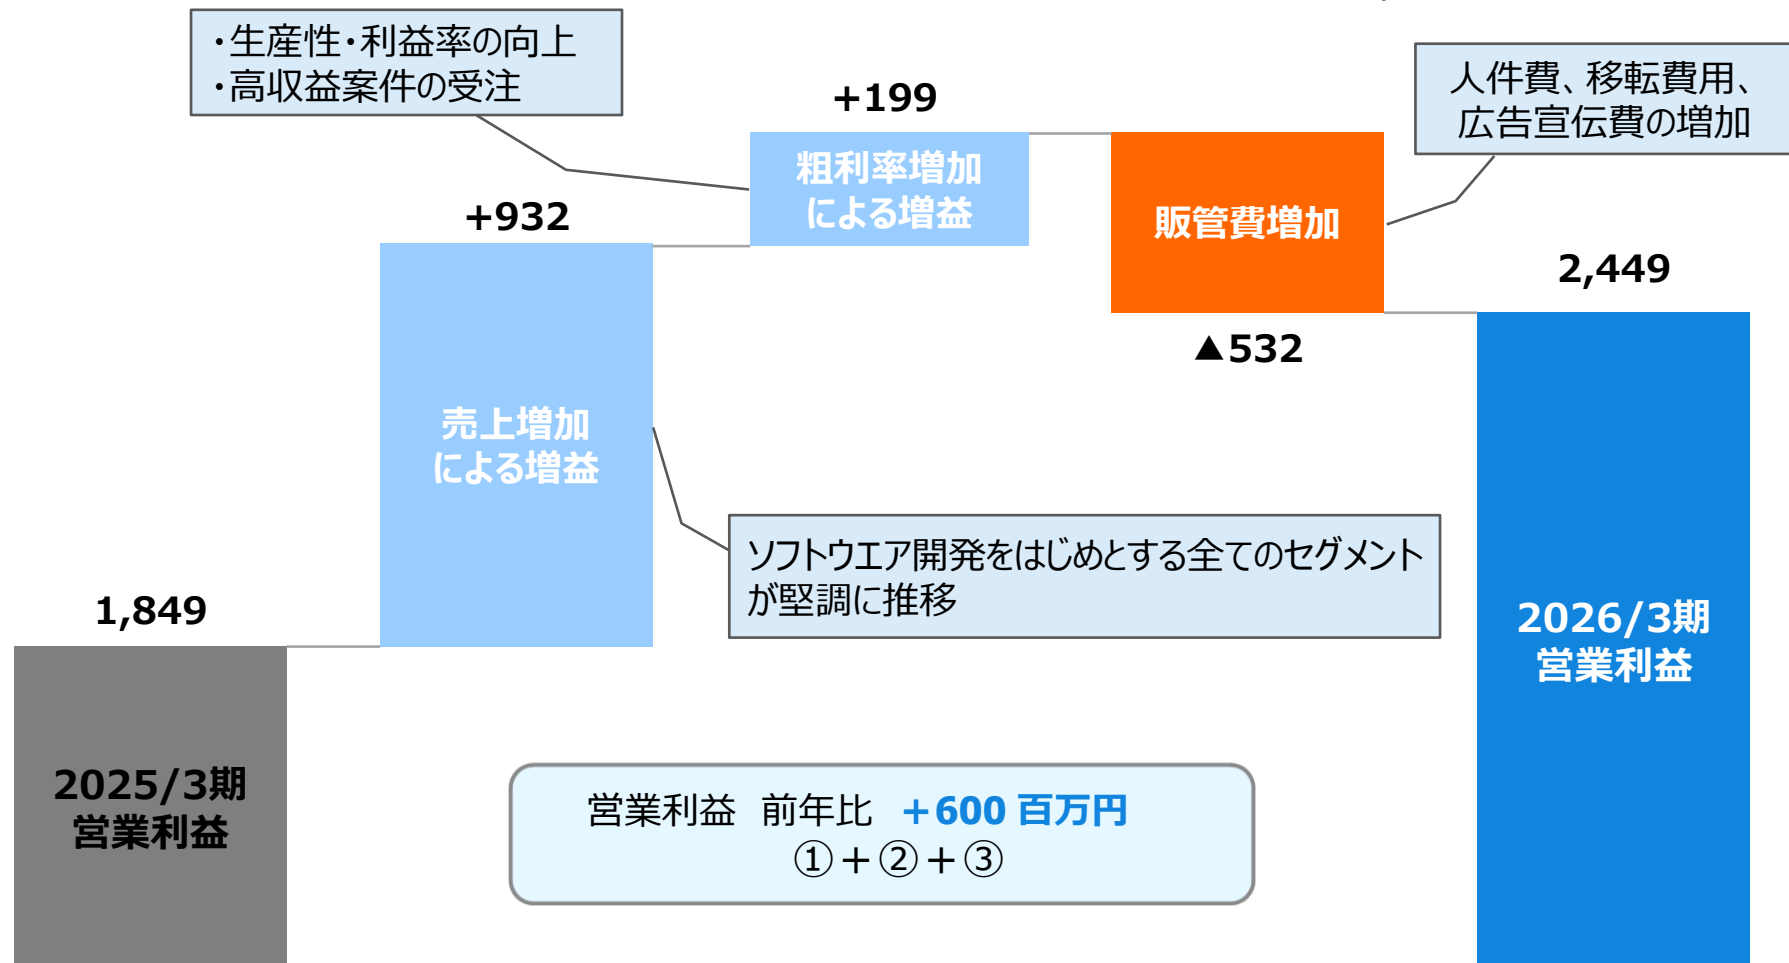 ・生産性・利益率の向上
・高収益案件の受注
+199
人件費、移転費用、
広告宣伝費の増加
粗利率増加
による増益
+932
販管費増加
2,449
▲532
売上増加
による増益
ソフトウエア開発をはじめとする全てのセグメント
が堅調に推移
1,849
2026/3期
営業利益
2025/3期
営業利益
営業利益 前年比 +600 百万円
①+②+③